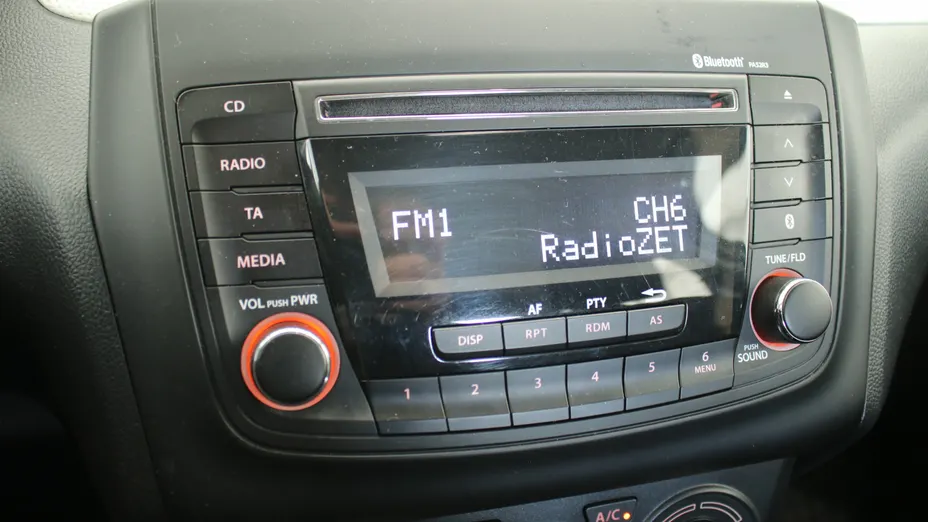 Bluetooth PA5283
CD
RADIO
TA
MEDIA
VOL PUSH PWR
FM1
CH6
RadioZET
AF
PTY
DISP
RPT
RDM
AS
1
2
3
4
5
6
MENU
TUNE/FLD
PUSH
SOUND
A/C